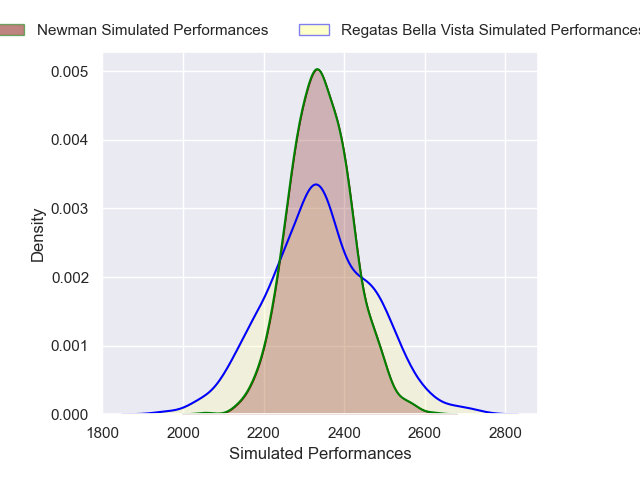 Newman Simulated Performances
Regatas Bella Vista Simulated Performances
0.005
0.004
0.003
0.002
0.001
0.000
Density
1800 2000 2200 2400 2600 2800
Simulated Performances